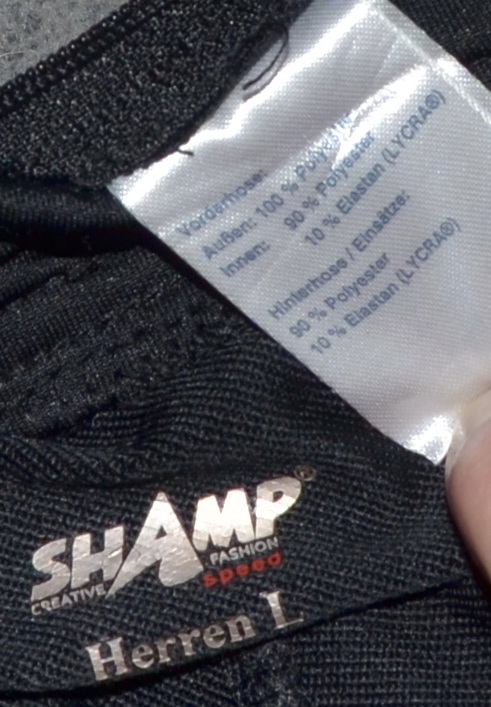 Vorderhose:
Außen: 100 % Polyester
Innen: 90 % Polyester
10 % Elastan (LYCRA®)
Hinterhose / Einsätze:
90 % Polyester
10 % Elastan (LYCRA®)
SHAMP®
CREATIVE FASHION
speed
Herren L